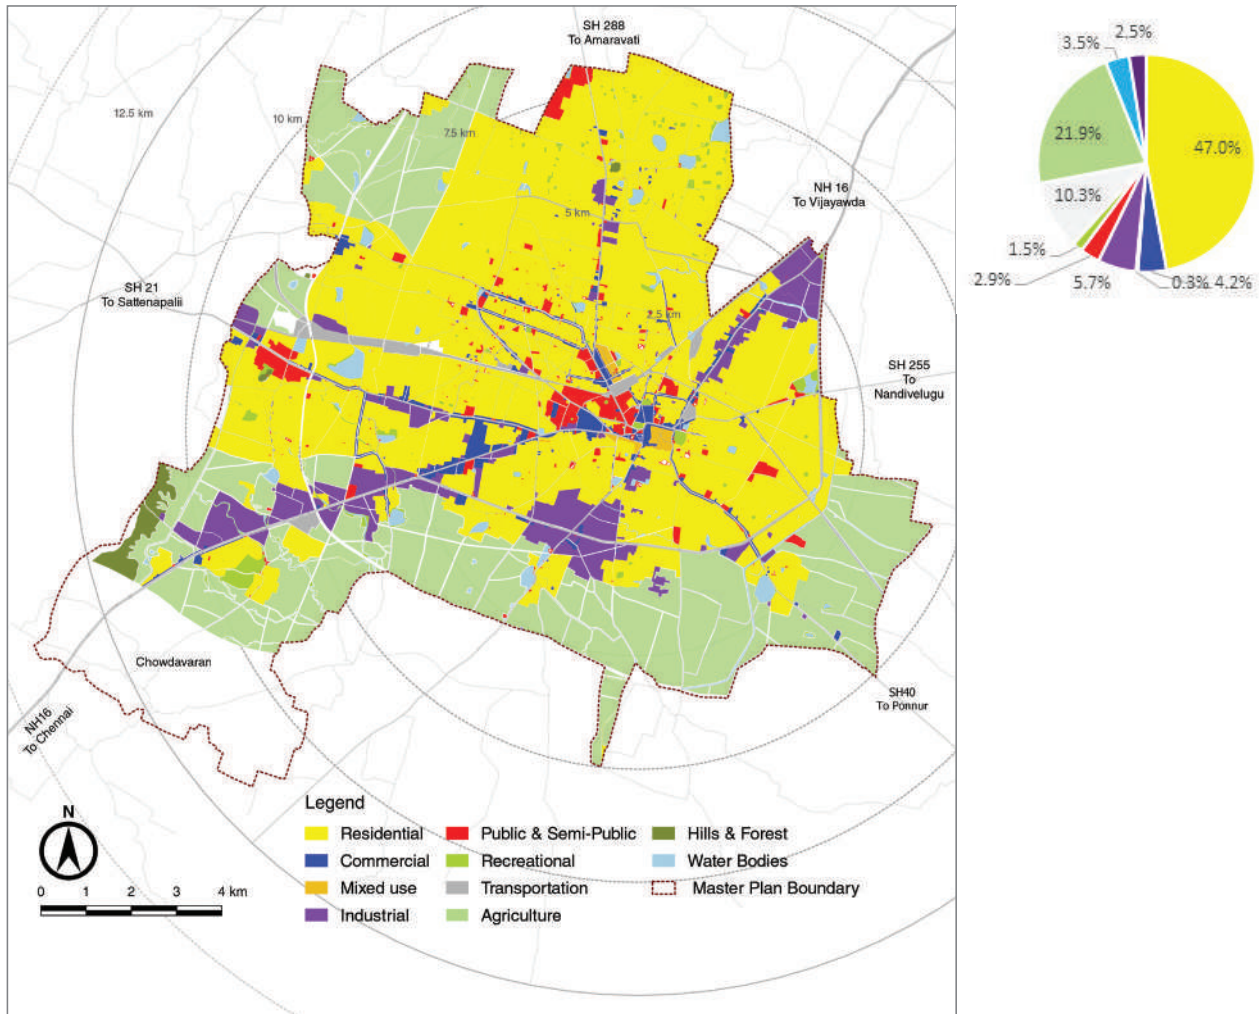 SH 288
To Amaravati
12.5 km
10 km
7.5 km
NH 16
To Vijayawda
5 km
SH 21
To Sattenapalii
2.5 km
SH 255
To
Nandivelugu
Chowdavaran
SH40
To Ponnur
NH16
To Chennai
N
0 1 2 3 4 km
Legend
Residential
Commercial
Mixed use
Industrial
Public & Semi-Public
Recreational
Transportation
Agriculture
Hills & Forest
Water Bodies
Master Plan Boundary
2.5%
3.5%
21.9%
47.0%
10.3%
1.5%
2.9%
5.7%
0.3%
4.2%